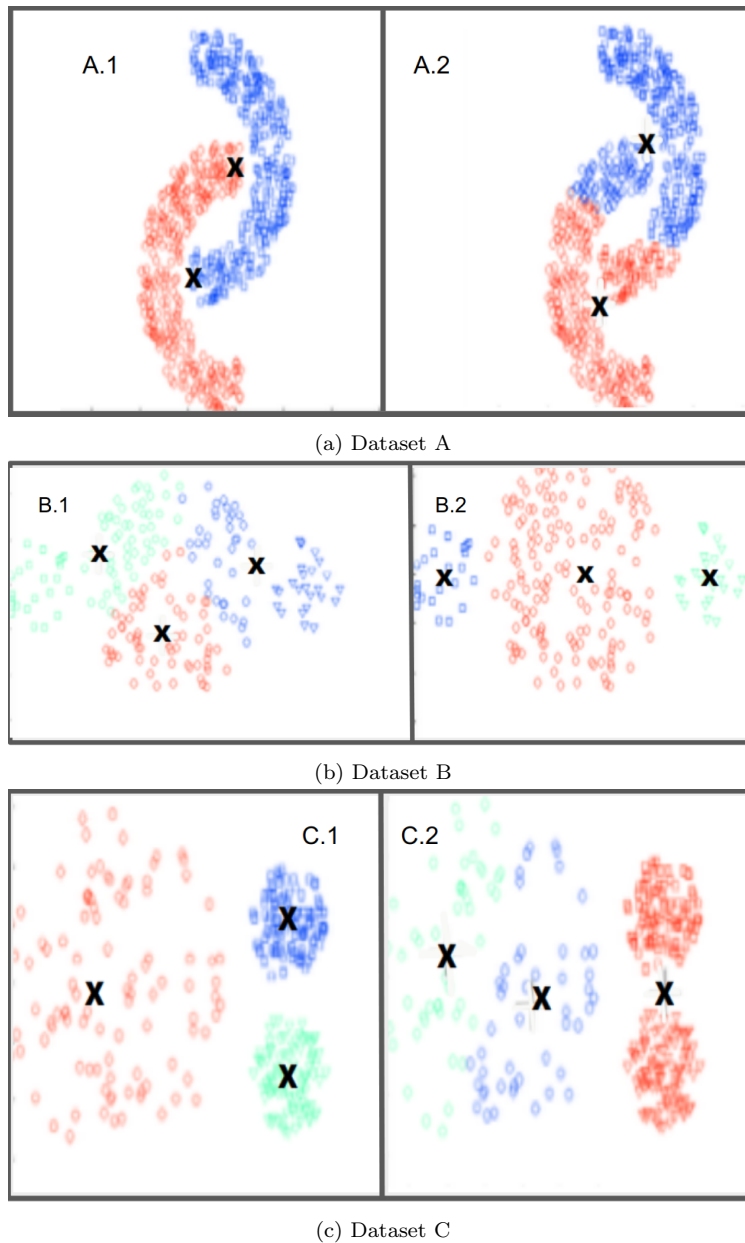 A.1
A.2
X
X
X
X
(a) Dataset A
B.1
B.2
X
X
X
X
X
X
(b) Dataset B
C.1
C.2
X
X
X
X
X
X
(c) Dataset C